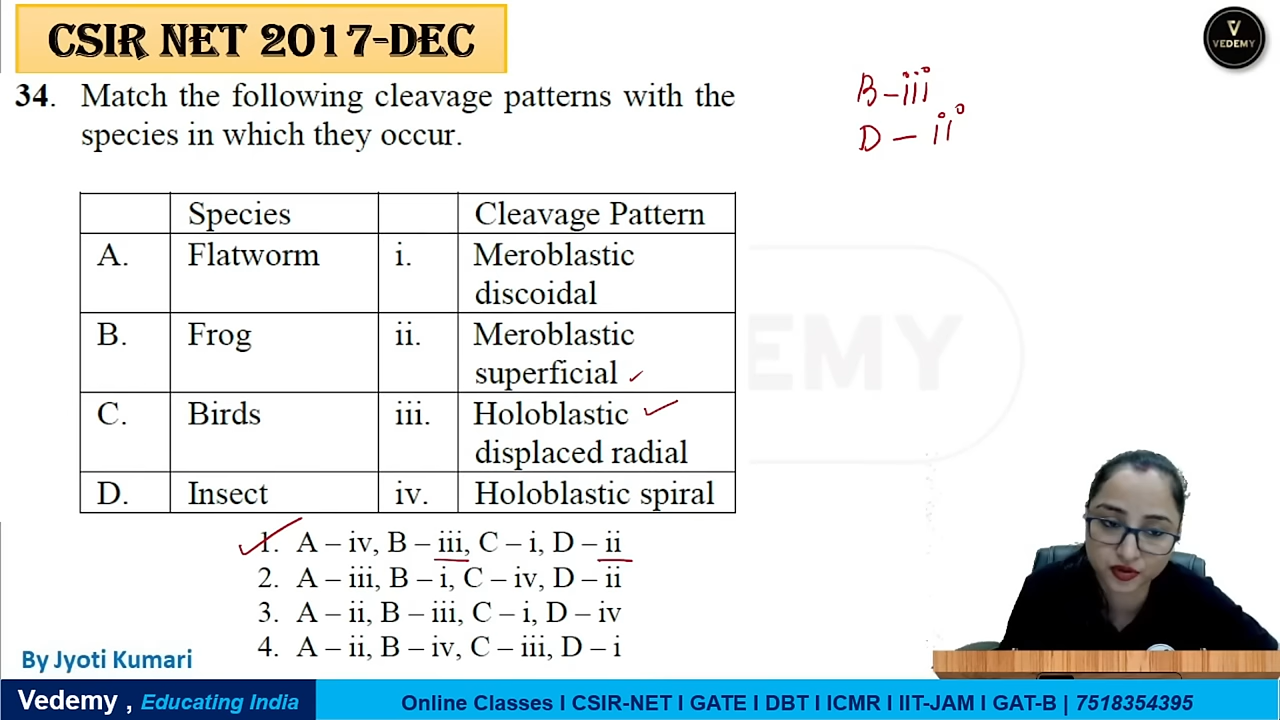 CSIR NET 2017-DEC
VEDEMY
34. Match the following cleavage patterns with the
species in which they occur.
B – iii
D – ii
Species Cleavage Pattern
A. Flatworm i. Meroblastic
discoidal
B. Frog ii. Meroblastic
superficial
C. Birds iii. Holoblastic
displaced radial
D. Insect iv. Holoblastic spiral
EMY
1. A – iv, B – iii, C – i, D – ii
2. A – iii, B – i, C – iv, D – ii
3. A – ii, B – iii, C – i, D – iv
4. A – ii, B – iv, C – iii, D – i
By Jyoti Kumari
Vedemy , Educating India
Online Classes I CSIR-NET I GATE I DBT I ICMR I IIT-JAM I GAT-B | 7518354395